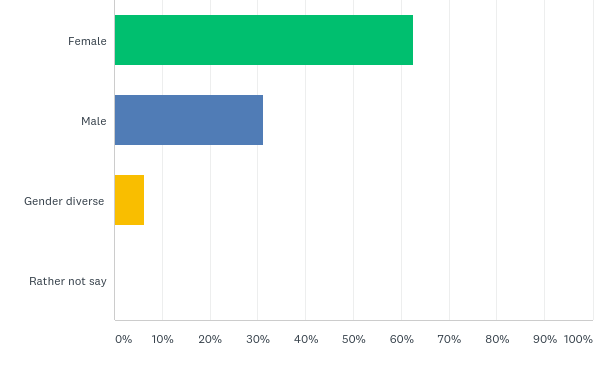 Female
Male
Gender diverse
Rather not say
0% 10% 20% 30% 40% 50% 60% 70% 80% 90% 100%